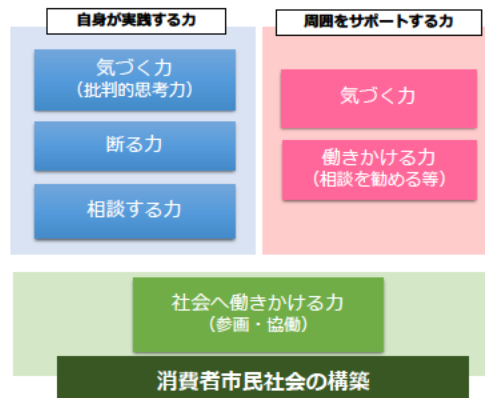 自身が実践する力
気づく力
（批判的思考力）
断る力
相談する力
周囲をサポートする力
気づく力
働きかける力
（相談を勧める等）
社会へ働きかける力
（参画・協働）
消費者市民社会の構築